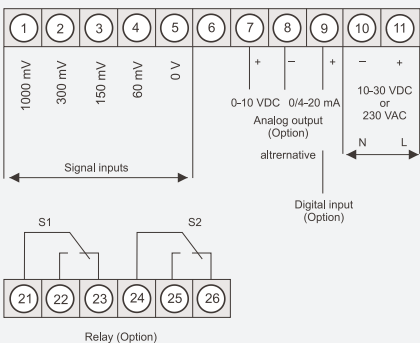 1 2 3 4 5 6 7 8 9 10 11
1000 mV
300 mV
150 mV
60 mV
0 V
+ − + − +
0-10 VDC 0/4-20 mA
Analog output
(Option)
altrernative
10-30 VDC
or
230 VAC
N L
Signal inputs
Digital input
(Option)
S1 S2
21 22 23 24 25 26
Relay (Option)